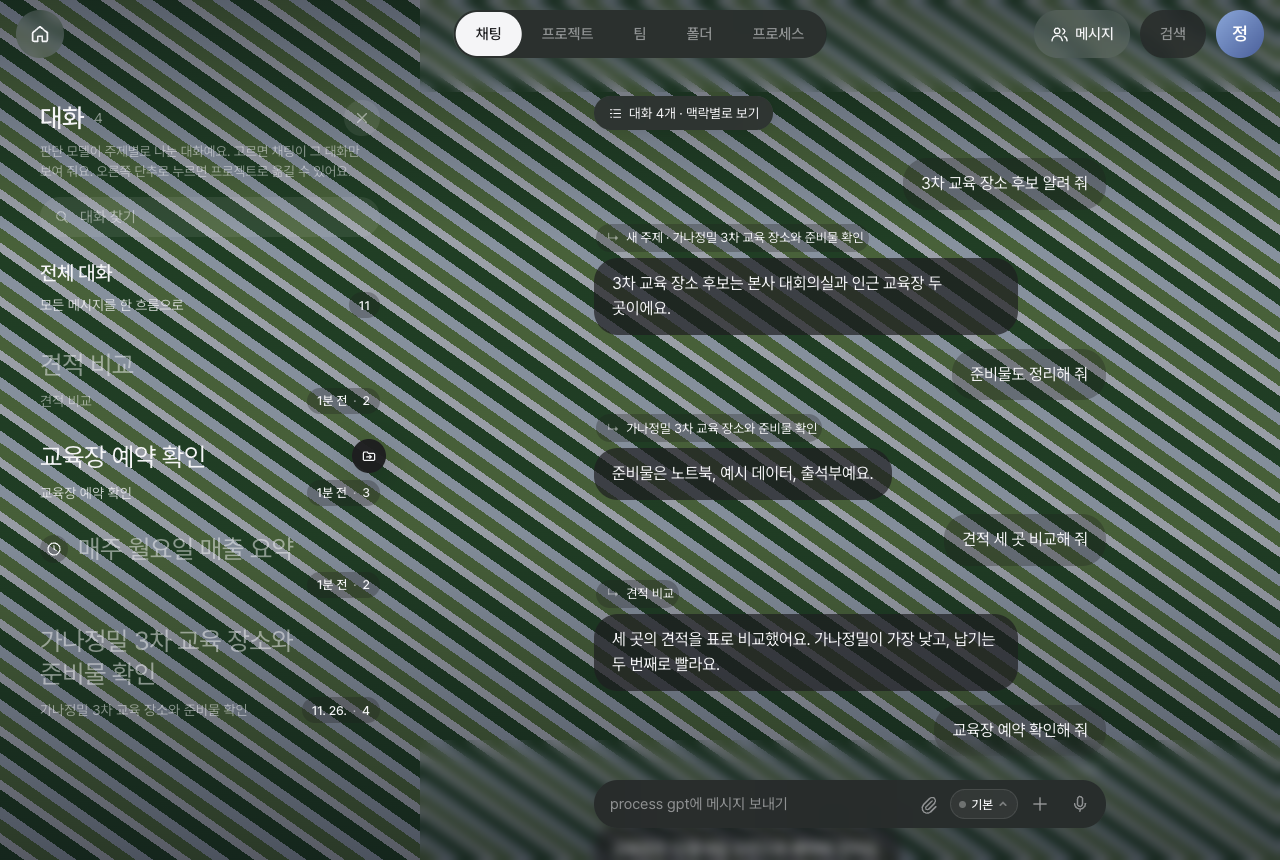 채팅
프로젝트
팀
폴더
프로세스
메시지
검색
정
대화 4
판단 모델이 주제별로 나눈 대화예요. 고르면 채팅이 그 대화만
보여 줘요. 오른쪽 단추로 누르면 프로젝트로 옮길 수 있어요.
대화 찾기
전체 대화
모든 메시지를 한 흐름으로
11
견적 비교
견적 비교
1분 전 · 2
교육장 예약 확인
교육장 예약 확인
1분 전 · 3
매주 월요일 매출 요약
1분 전 · 2
가나정밀 3차 교육 장소와
준비물 확인
가나정밀 3차 교육 장소와 준비물 확인
11. 26. · 4
대화 4개 · 맥락별로 보기
3차 교육 장소 후보 알려 줘
새 주제 · 가나정밀 3차 교육 장소와 준비물 확인
3차 교육 장소 후보는 본사 대회의실과 인근 교육장 두
곳이에요.
준비물도 정리해 줘
가나정밀 3차 교육 장소와 준비물 확인
준비물은 노트북, 예시 데이터, 출석부예요.
견적 세 곳 비교해 줘
견적 비교
세 곳의 견적을 표로 비교했어요. 가나정밀이 가장 낮고, 납기는
두 번째로 빨라요.
교육장 예약 확인해 줘
process gpt에 메시지 보내기
기본